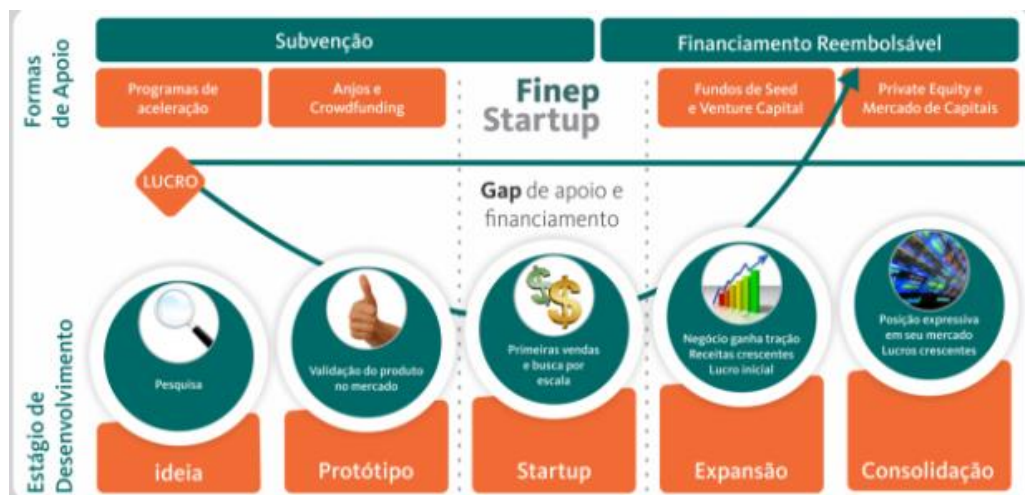 Formas
de Apoio
Subvenção
Financiamento Reembolsável
Programas de
aceleração
Anjos e
Crowdfunding
Finep
Startup
Fundos de Seed
e Venture Capital
Private Equity e
Mercado de Capitais
LUCRO
Gap de apoio e
financiamento
Estágio de
Desenvolvimento
Pesquisa
Validação do produto
no mercado
Primeiras vendas
e busca por
escala
Negócio ganha tração
Receitas crescentes
Lucro inicial
Posição expressiva
em seu mercado
Lucros crescentes
ideia
Protótipo
Startup
Expansão
Consolidação